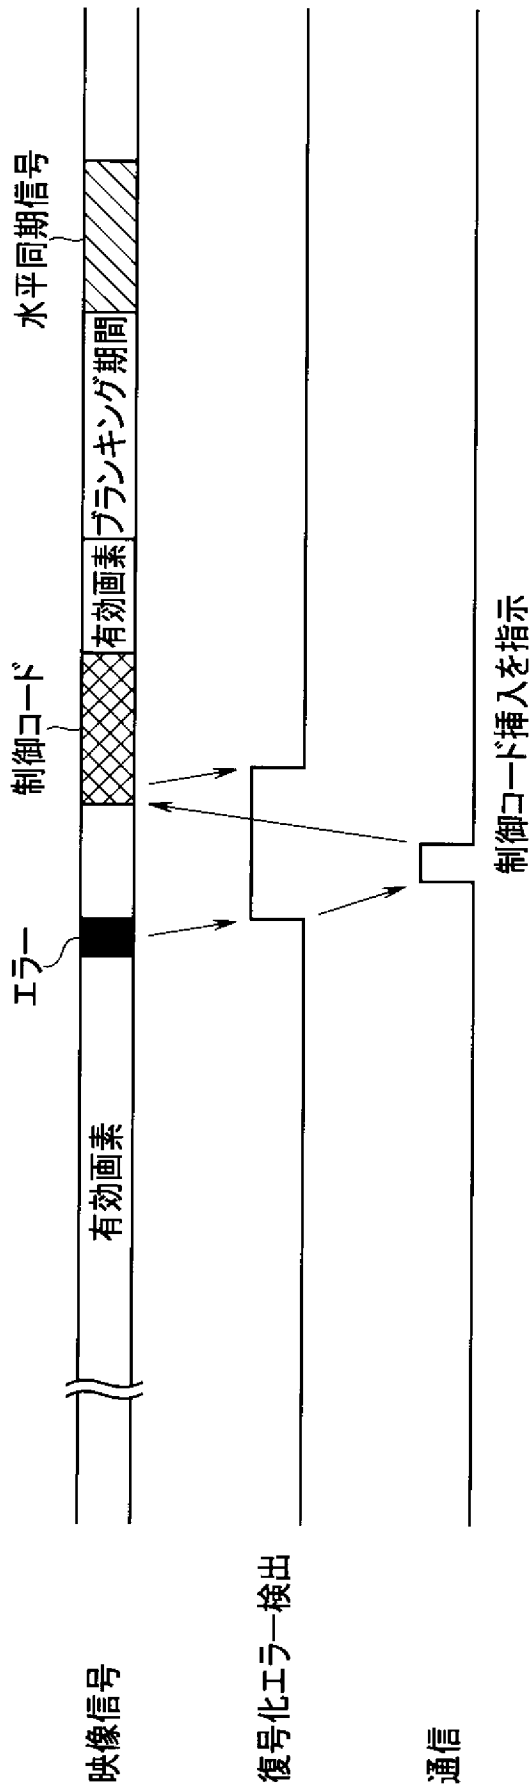 エラー
制御コード
水平同期信号
映像信号
有効画素
有効画素
ブランキング期間
復号化エラー検出
通信
制御コード挿入を指示